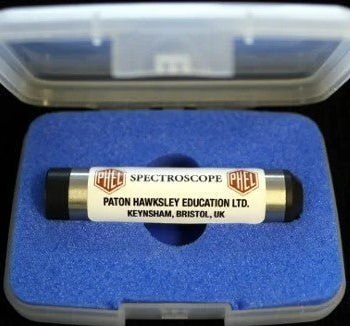 PHEL SPECTROSCOPE PHEL
PATON HAWKSLEY EDUCATION LTD.
KEYNSHAM, BRISTOL, UK